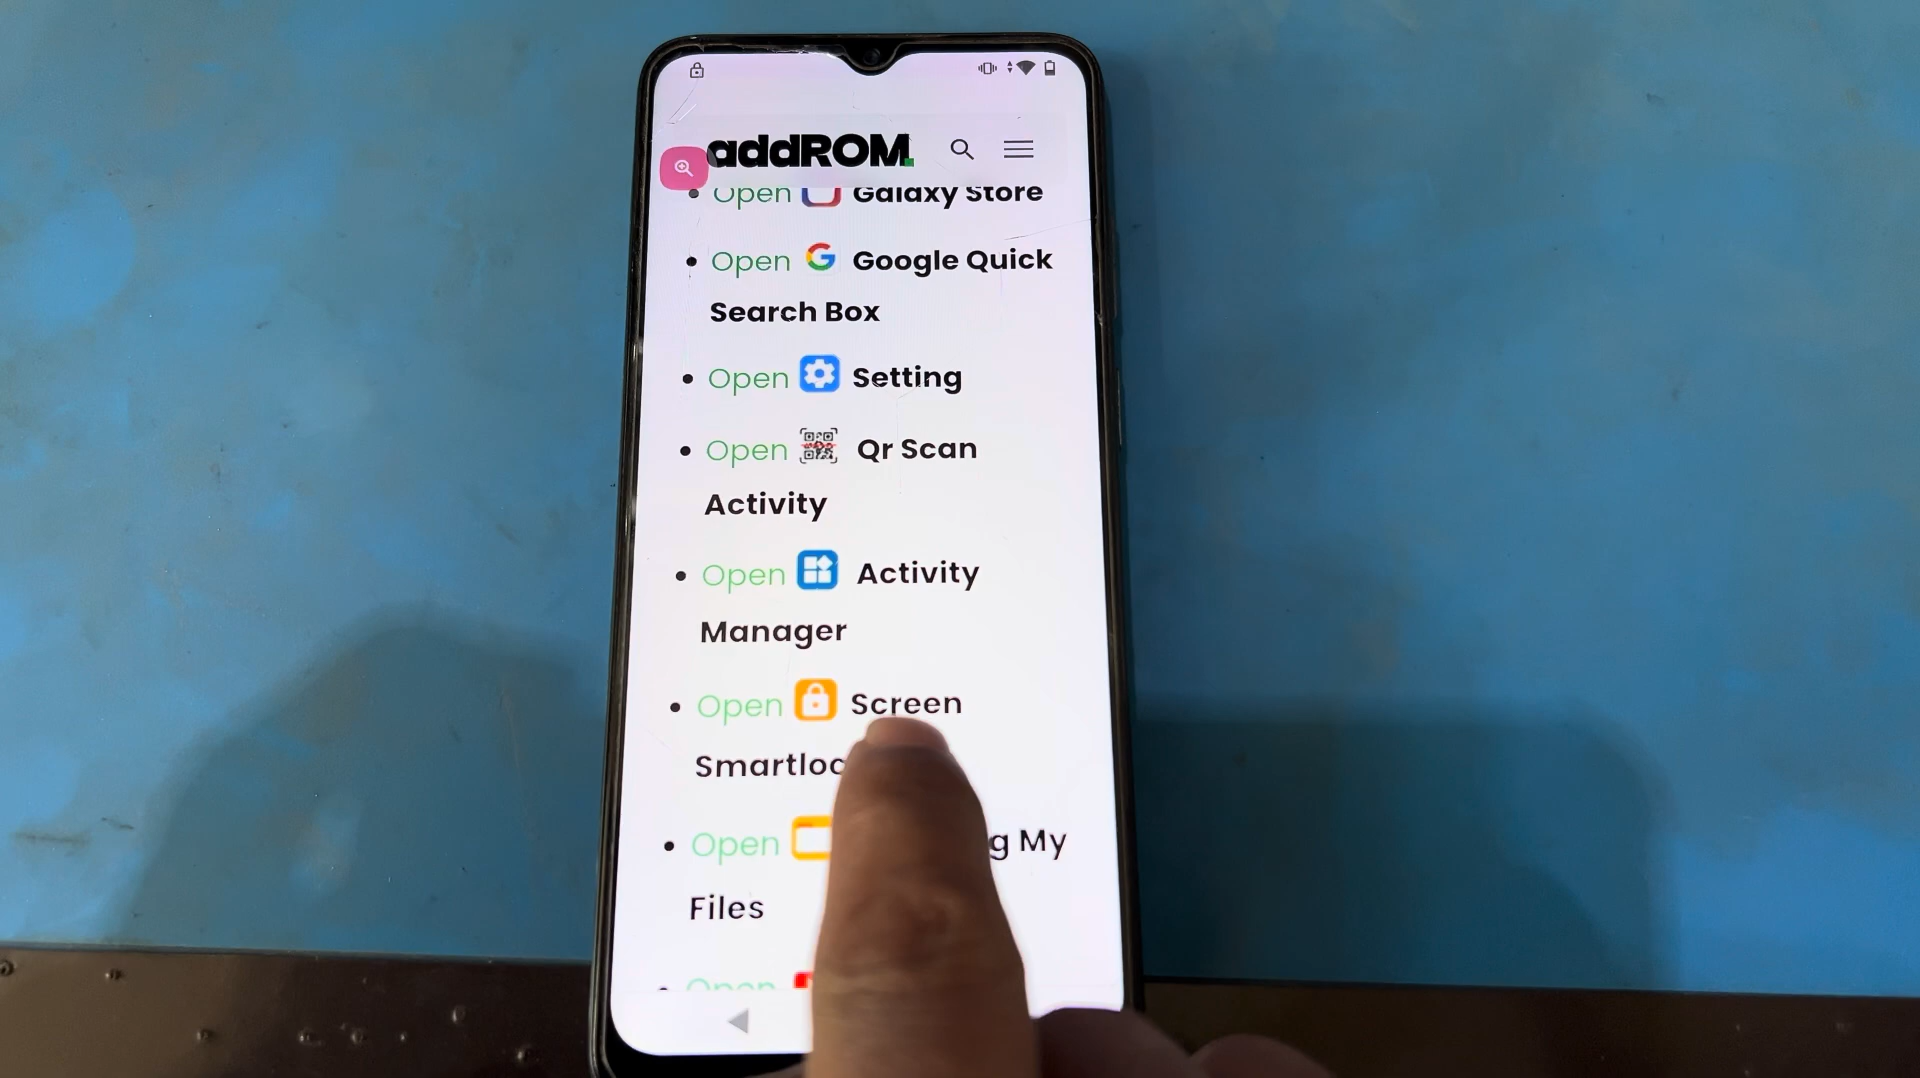 addROM.
Open Galaxy Store
Open Google Quick
Search Box
Open Setting
Open Qr Scan
Activity
Open Activity
Manager
Open Screen
Open
My
Files
Open